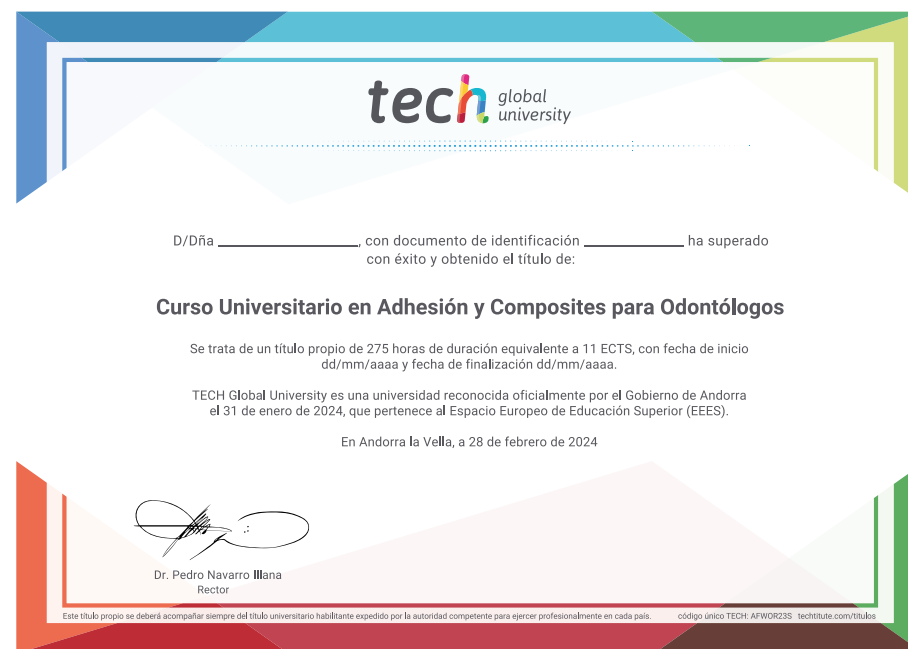 tech global university
D/Dña ____________________, con documento de identificación ______________ ha superado
con éxito y obtenido el título de:
Curso Universitario en Adhesión y Composites para Odontólogos
Se trata de un título propio de 275 horas de duración equivalente a 11 ECTS, con fecha de inicio
dd/mm/aaaa y fecha de finalización dd/mm/aaaa.
TECH Global University es una universidad reconocida oficialmente por el Gobierno de Andorra
el 31 de enero de 2024, que pertenece al Espacio Europeo de Educación Superior (EEES).
En Andorra la Vella, a 28 de febrero de 2024
Dr. Pedro Navarro Illana
Rector
Este título propio se deberá acompañar siempre del título universitario habilitante expedido por la autoridad competente para ejercer profesionalmente en cada país. código único TECH: AFWOR23S techtitute.com/titulos